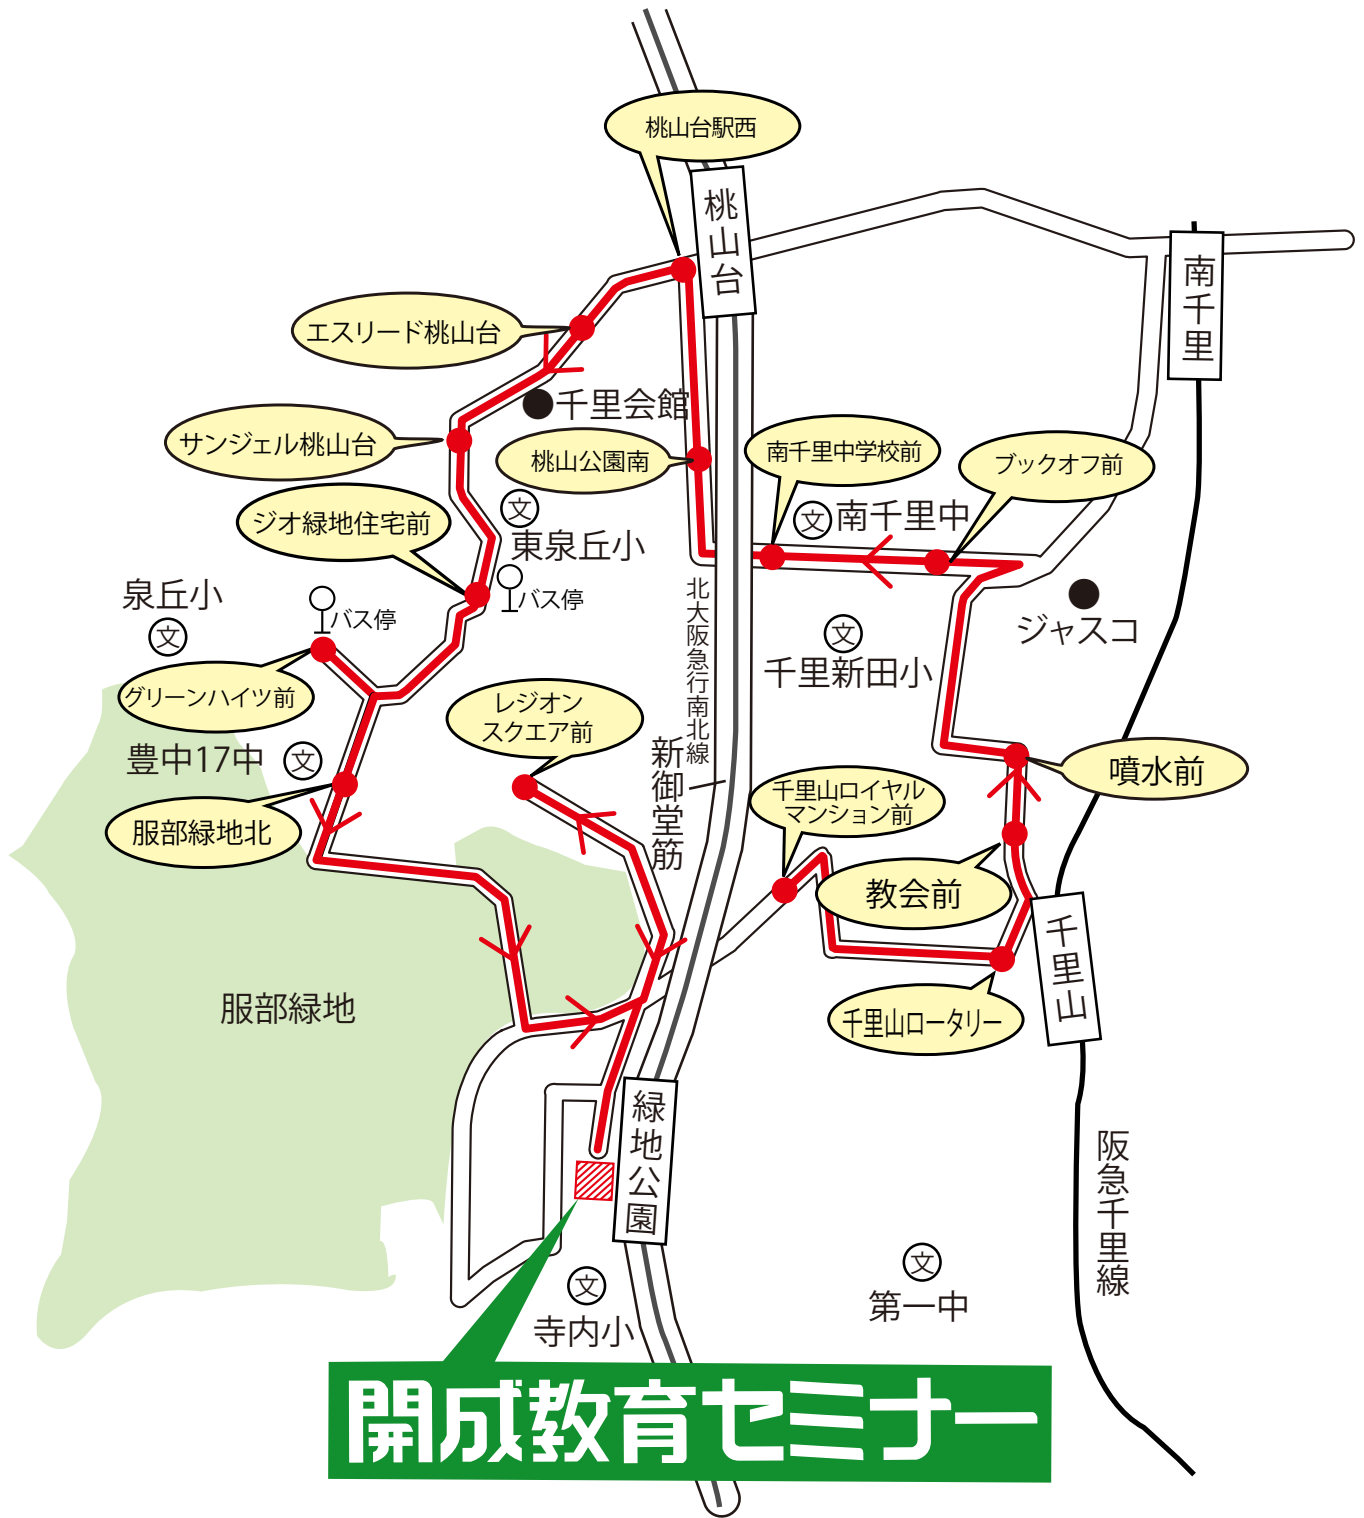 桃山台駅西
桃山台
南千里
エスリード桃山台
千里会館
サンジェル桃山台
桃山公園南
南千里中学校前
ブックオフ前
ジオ緑地住宅前
文
東泉丘小
文
南千里中
泉丘小
文
バス停
バス停
北大阪急行南北線
文
千里新田小
ジャスコ
グリーンハイツ前
レジオン
スクエア前
豊中17中
文
新御堂筋
噴水前
千里山ロイヤル
マンション前
服部緑地北
教会前
千里山
服部緑地
千里山ロータリー
緑地公園
阪急千里線
文
寺内小
文
第一中
開成教育セミナー